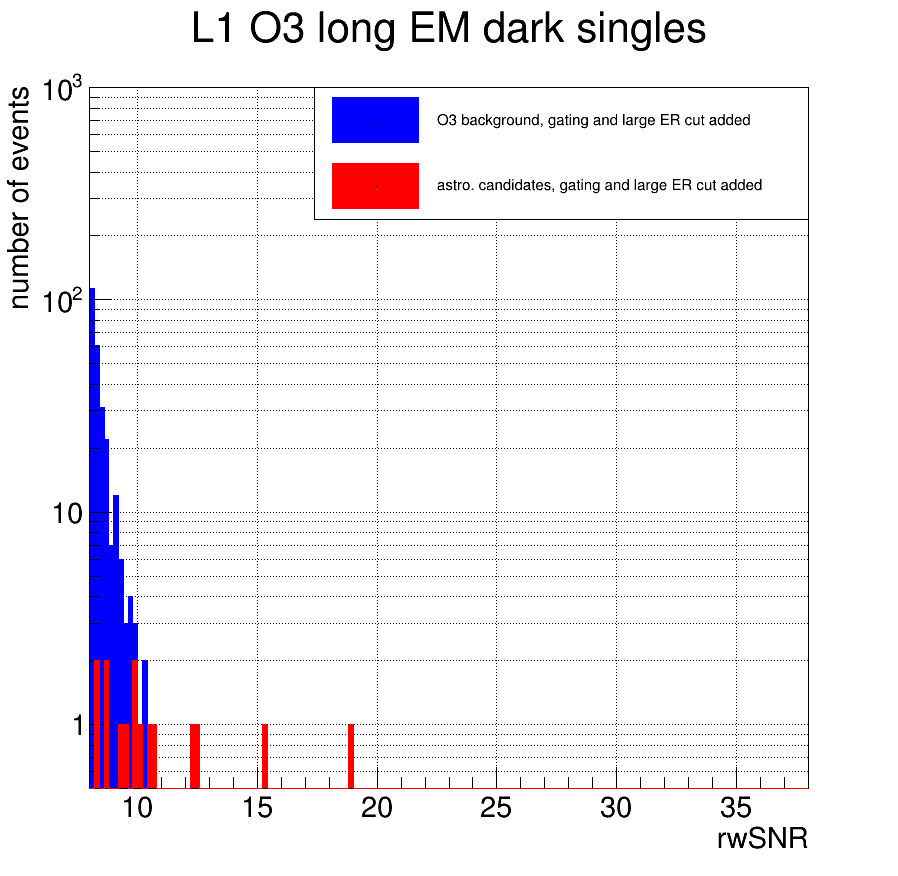 L1 O3 long EM dark singles
number of events
10³
10²
10
1
O3 background, gating and large ER cut added
astro. candidates, gating and large ER cut added
10 15 20 25 30 35
rwSNR